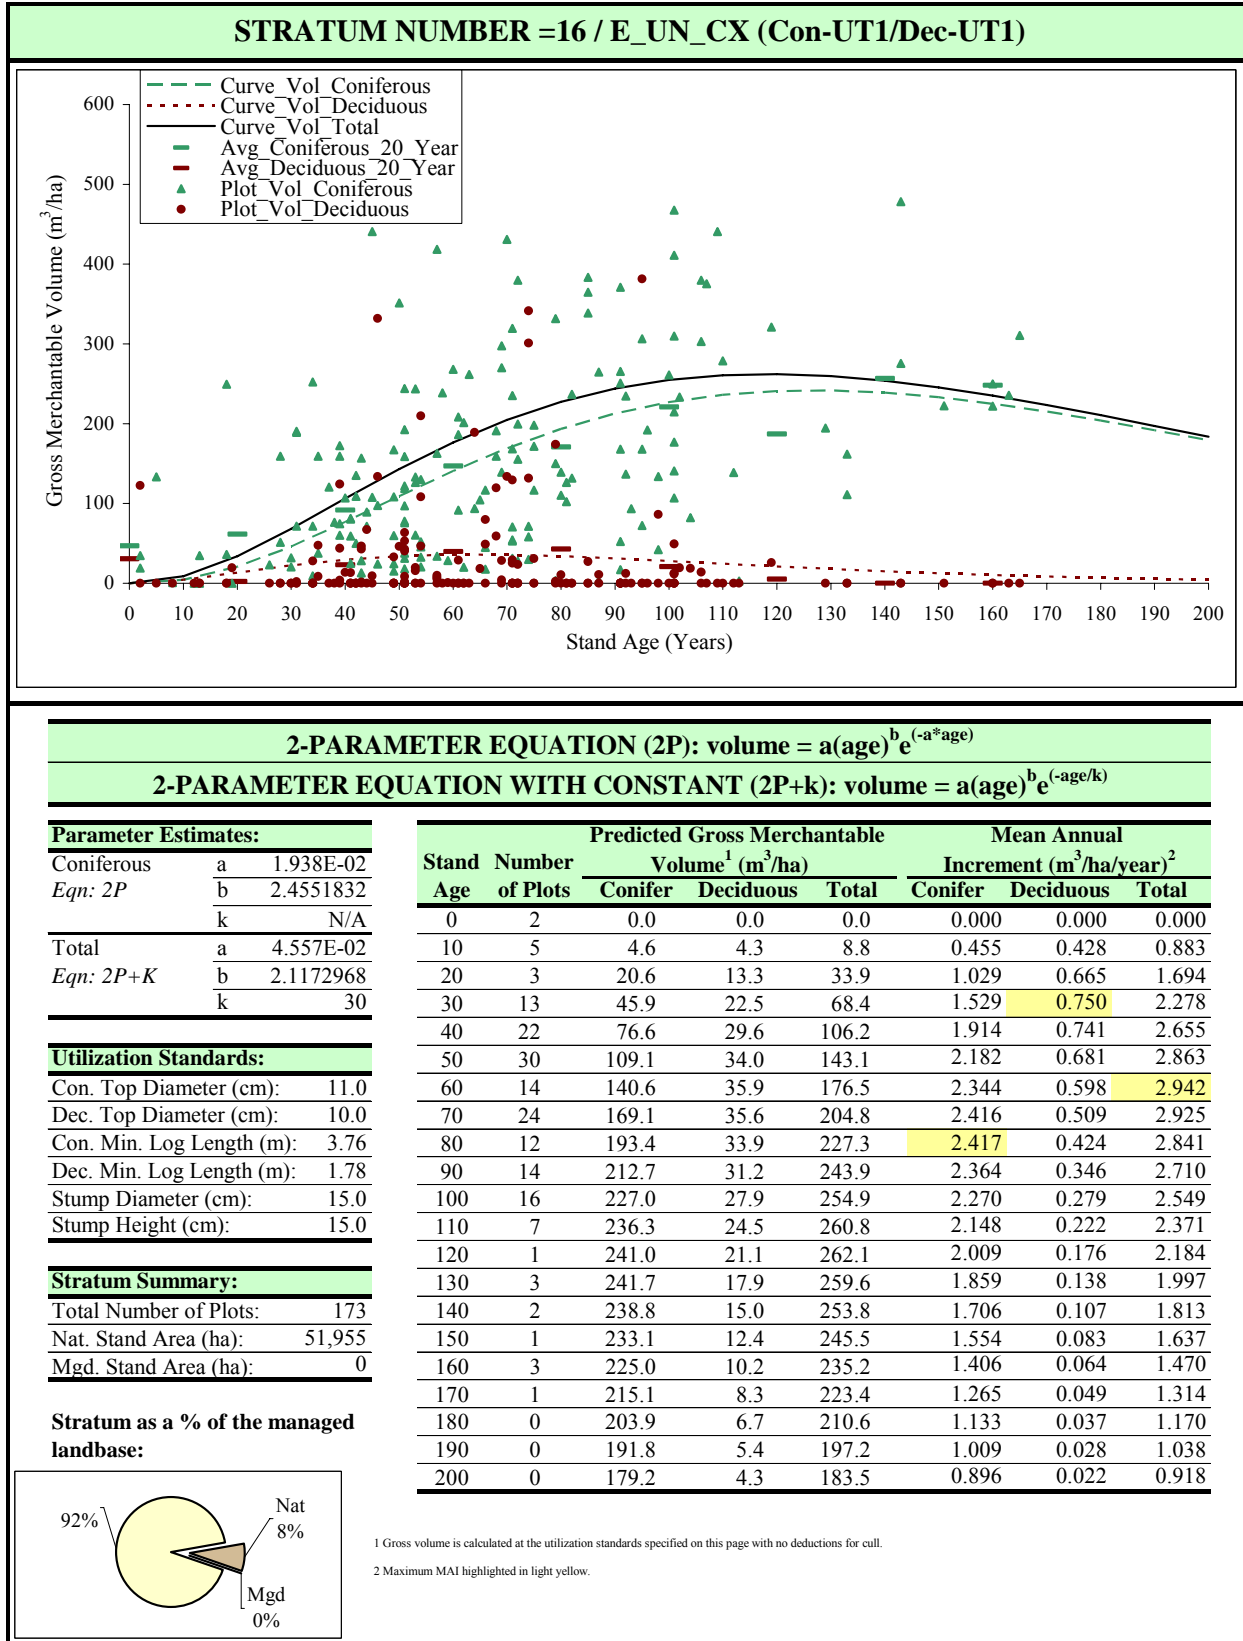 STRATUM NUMBER =16 / E_UN_CX (Con-UT1/Dec-UT1)
Curve_Vol_Coniferous
Curve_Vol_Deciduous
Curve_Vol_Total
Avg_Coniferous_20_Year
Avg_Deciduous_20_Year
Plot_Vol_Coniferous
Plot_Vol_Deciduous
Gross Merchantable Volume (m³/ha)
600
500
400
300
200
100
0
0 10 20 30 40 50 60 70 80 90 100 110 120 130 140 150 160 170 180 190 200
Stand Age (Years)
2-PARAMETER EQUATION (2P): volume = a(age)^b e^(-a*age)
2-PARAMETER EQUATION WITH CONSTANT (2P+k): volume = a(age)^b e^(-age/k)
Parameter Estimates:
Coniferous a 1.938E-02
Eqn: 2P b 2.4551832
k N/A
Total a 4.557E-02
Eqn: 2P+K b 2.1172968
k 30
Utilization Standards:
Con. Top Diameter (cm): 11.0
Dec. Top Diameter (cm): 10.0
Con. Min. Log Length (m): 3.76
Dec. Min. Log Length (m): 1.78
Stump Diameter (cm): 15.0
Stump Height (cm): 15.0
Stratum Summary:
Total Number of Plots: 173
Nat. Stand Area (ha): 51,955
Mgd. Stand Area (ha): 0
Stratum as a % of the managed
landbase:
92%
Nat
8%
Mgd
0%
Predicted Gross Merchantable Mean Annual
Stand Number Volume¹ (m³/ha) Increment (m³/ha/year)²
Age of Plots Conifer Deciduous Total Conifer Deciduous Total
0 2 0.0 0.0 0.0 0.000 0.000 0.000
10 5 4.6 4.3 8.8 0.455 0.428 0.883
20 3 20.6 13.3 33.9 1.029 0.665 1.694
30 13 45.9 22.5 68.4 1.529 0.750 2.278
40 22 76.6 29.6 106.2 1.914 0.741 2.655
50 30 109.1 34.0 143.1 2.182 0.681 2.863
60 14 140.6 35.9 176.5 2.344 0.598 2.942
70 24 169.1 35.6 204.8 2.416 0.509 2.925
80 12 193.4 33.9 227.3 2.417 0.424 2.841
90 14 212.7 31.2 243.9 2.364 0.346 2.710
100 16 227.0 27.9 254.9 2.270 0.279 2.549
110 7 236.3 24.5 260.8 2.148 0.222 2.371
120 1 241.0 21.1 262.1 2.009 0.176 2.184
130 3 241.7 17.9 259.6 1.859 0.138 1.997
140 2 238.8 15.0 253.8 1.706 0.107 1.813
150 1 233.1 12.4 245.5 1.554 0.083 1.637
160 3 225.0 10.2 235.2 1.406 0.064 1.470
170 1 215.1 8.3 223.4 1.265 0.049 1.314
180 0 203.9 6.7 210.6 1.133 0.037 1.170
190 0 191.8 5.4 197.2 1.009 0.028 1.038
200 0 179.2 4.3 183.5 0.896 0.022 0.918
1 Gross volume is calculated at the utilization standards specified on this page with no deductions for cull.
2 Maximum MAI highlighted in light yellow.